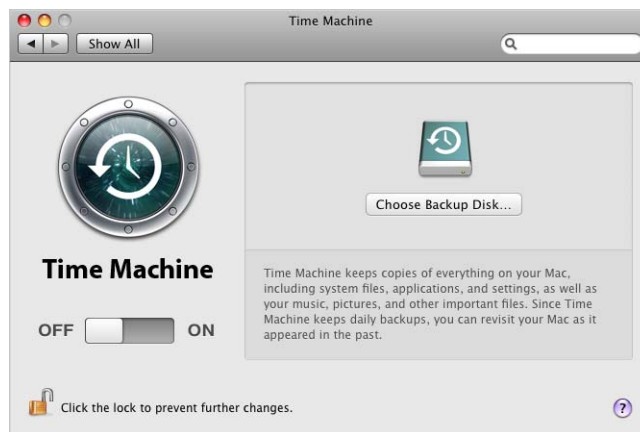 Time Machine
Show All
Choose Backup Disk...
Time Machine
Time Machine keeps copies of everything on your Mac,
including system files, applications, and settings, as well as
your music, pictures, and other important files. Since Time
Machine keeps daily backups, you can revisit your Mac as it
appeared in the past.
OFF ON
Click the lock to prevent further changes.
?